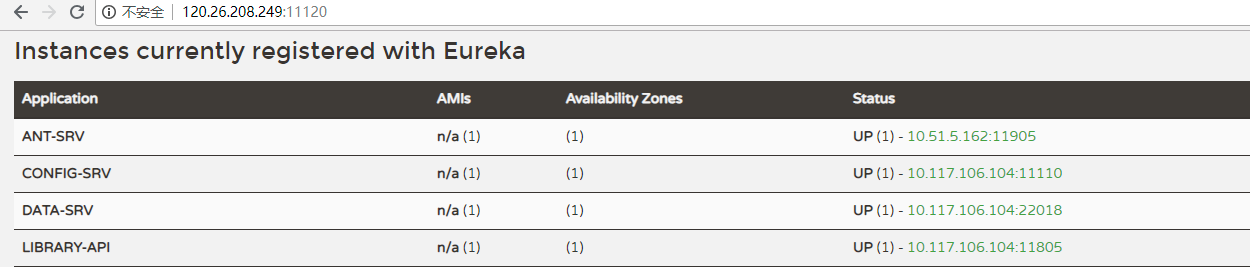 不安全 120.26.208.249:11120
Instances currently registered with Eureka
Application AMIs Availability Zones Status
ANT-SRV n/a (1) (1) UP (1) - 10.51.5.162:11905
CONFIG-SRV n/a (1) (1) UP (1) - 10.117.106.104:11110
DATA-SRV n/a (1) (1) UP (1) - 10.117.106.104:22018
LIBRARY-API n/a (1) (1) UP (1) - 10.117.106.104:11805